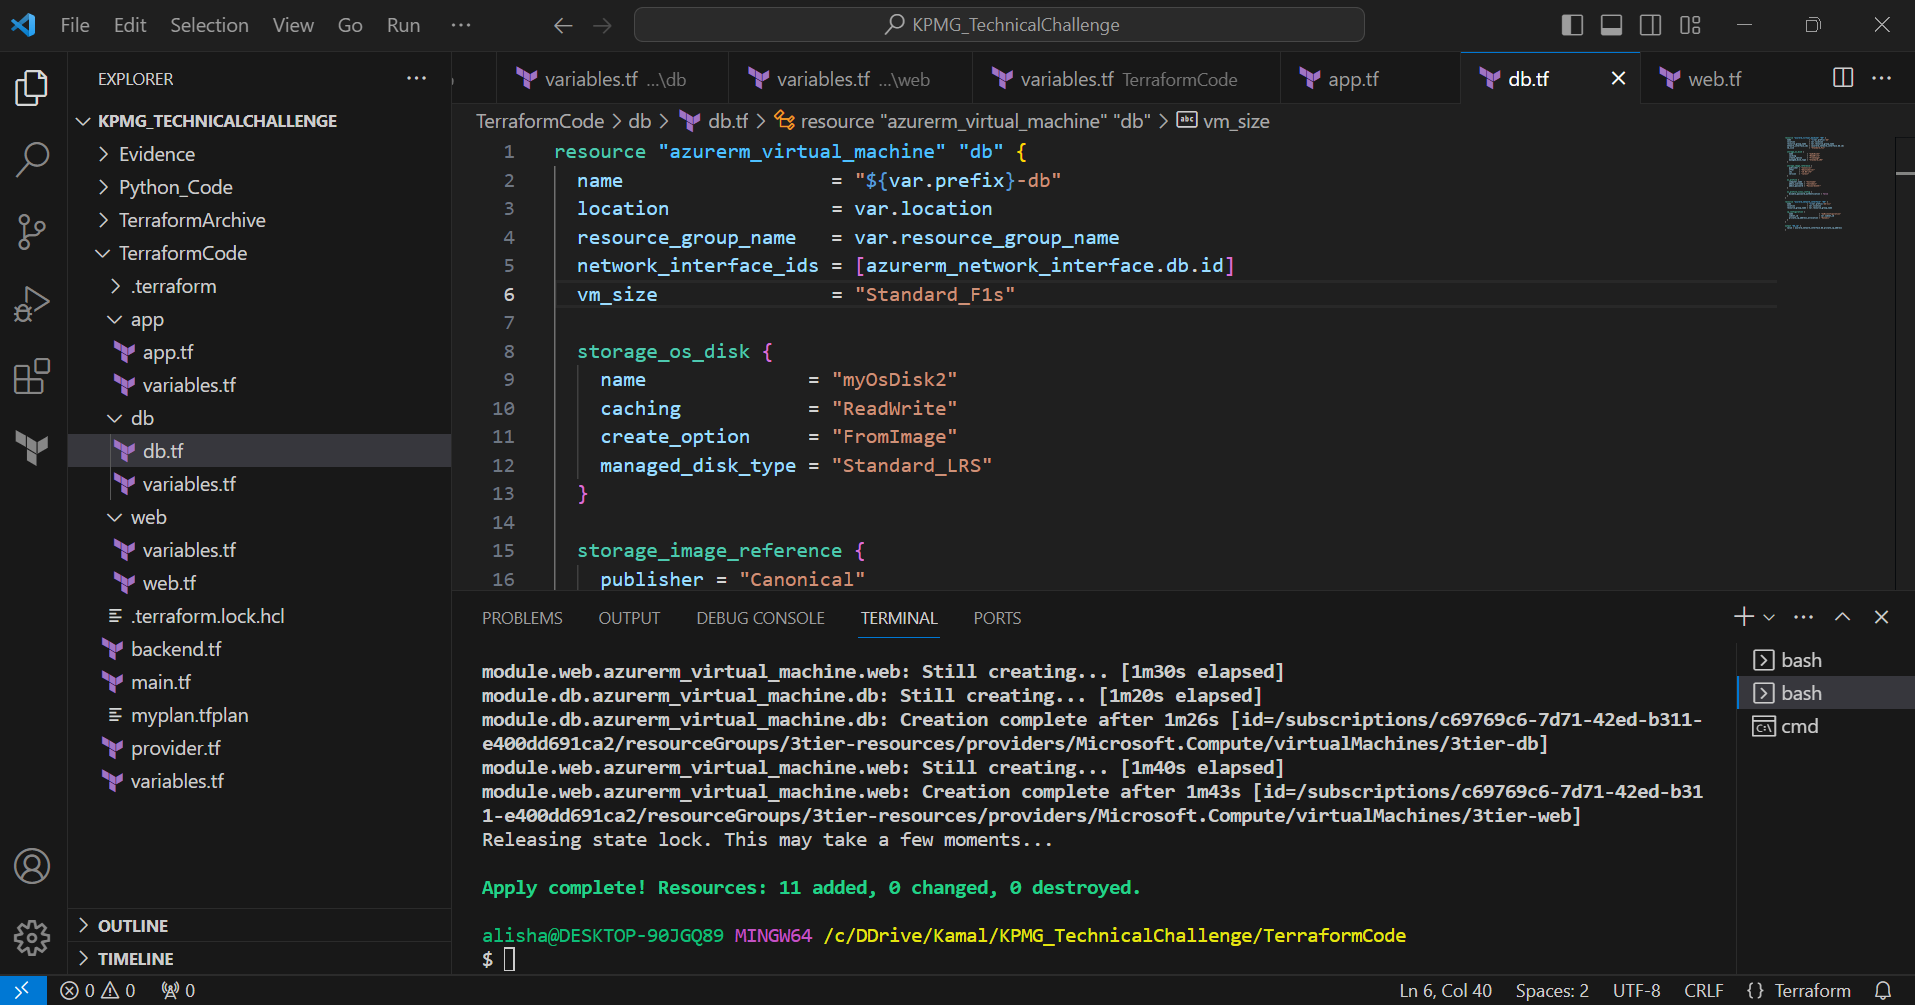 File Edit Selection View Go Run ···
KPMG_TechnicalChallenge
EXPLORER
KPMG_TECHNICALCHALLENGE
Evidence
Python_Code
TerraformArchive
TerraformCode
.terraform
app
app.tf
variables.tf
db
db.tf
variables.tf
web
variables.tf
web.tf
.terraform.lock.hcl
backend.tf
main.tf
myplan.tfplan
provider.tf
variables.tf
OUTLINE
TIMELINE
variables.tf ...\db variables.tf ...\web variables.tf TerraformCode app.tf db.tf web.tf
TerraformCode > db > db.tf > resource "azurerm_virtual_machine" "db" > vm_size
1 resource "azurerm_virtual_machine" "db" {
2 name = "${var.prefix}-db"
3 location = var.location
4 resource_group_name = var.resource_group_name
5 network_interface_ids = [azurerm_network_interface.db.id]
6 vm_size = "Standard_F1s"
7
8 storage_os_disk {
9 name = "myOsDisk2"
10 caching = "ReadWrite"
11 create_option = "FromImage"
12 managed_disk_type = "Standard_LRS"
13 }
14
15 storage_image_reference {
16 publisher = "Canonical"
PROBLEMS OUTPUT DEBUG CONSOLE TERMINAL PORTS
module.web.azurerm_virtual_machine.web: Still creating... [1m30s elapsed]
module.db.azurerm_virtual_machine.db: Still creating... [1m20s elapsed]
module.db.azurerm_virtual_machine.db: Creation complete after 1m26s [id=/subscriptions/c69769c6-7d71-42ed-b311-
e400dd691ca2/resourceGroups/3tier-resources/providers/Microsoft.Compute/virtualMachines/3tier-db]
module.web.azurerm_virtual_machine.web: Still creating... [1m40s elapsed]
module.web.azurerm_virtual_machine.web: Creation complete after 1m43s [id=/subscriptions/c69769c6-7d71-42ed-b31
1-e400dd691ca2/resourceGroups/3tier-resources/providers/Microsoft.Compute/virtualMachines/3tier-web]
Releasing state lock. This may take a few moments...
Apply complete! Resources: 11 added, 0 changed, 0 destroyed.
alisha@DESKTOP-90JGQ89 MINGW64 /c/DDrive/Kamal/KPMG_TechnicalChallenge/TerraformCode
$
bash
bash
cmd
0 0 0 Ln 6, Col 40 Spaces: 2 UTF-8 CRLF {} Terraform